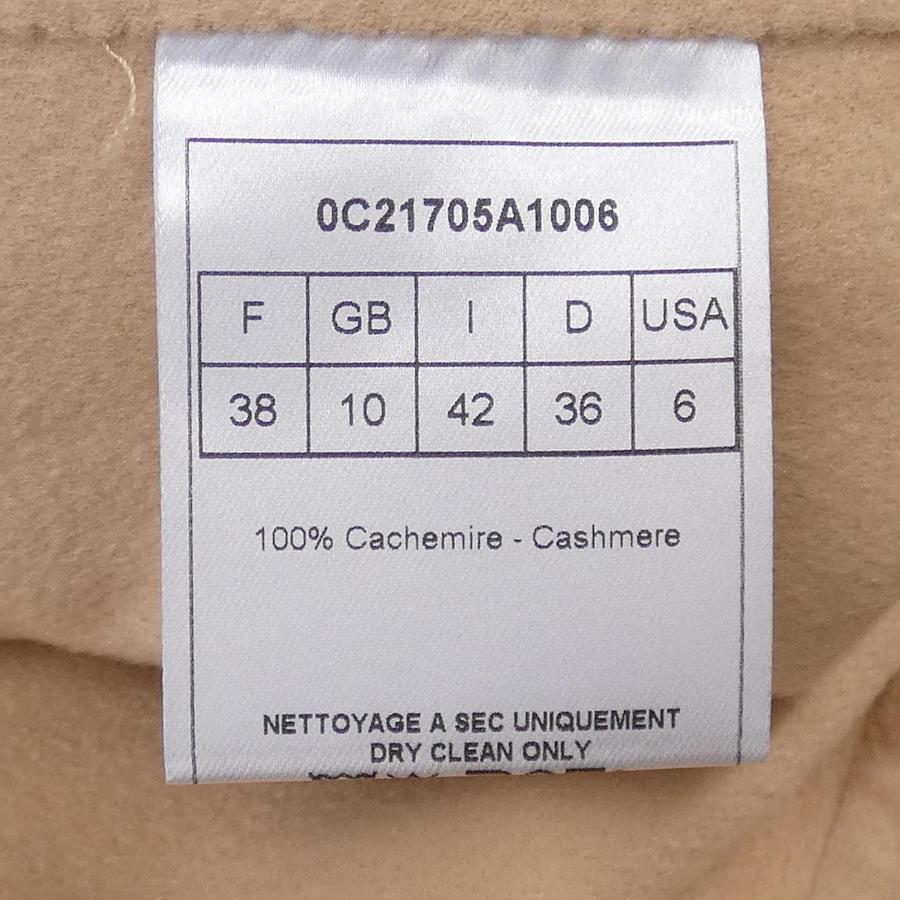 0C21705A1006
F GB I D USA
38 10 42 36 6
100% Cachemire - Cashmere
NETTOYAGE A SEC UNIQUEMENT
DRY CLEAN ONLY